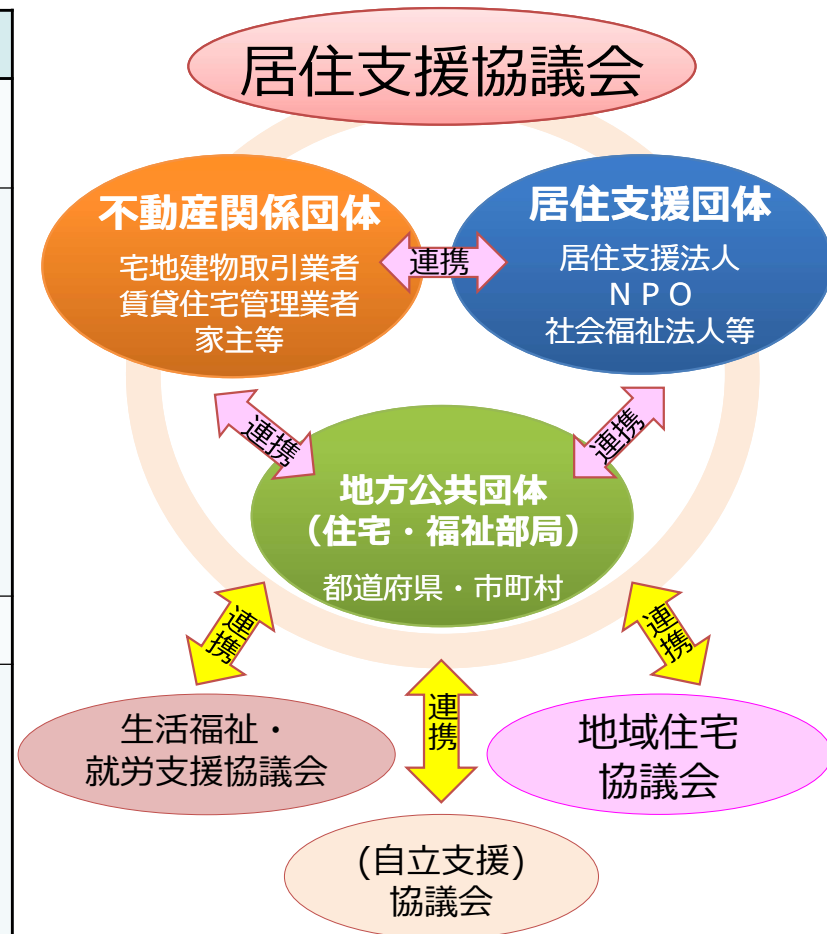 居住支援協議会
不動産関係団体
宅地建物取引業者
賃貸住宅管理業者
家主等
連携
居住支援団体
居住支援法人
ＮＰＯ
社会福祉法人等
連携
連携
地方公共団体
（住宅・福祉部局）
都道府県・市町村
連携
連携
連携
生活福祉・
就労支援協議会
地域住宅
協議会
(自立支援)
協議会